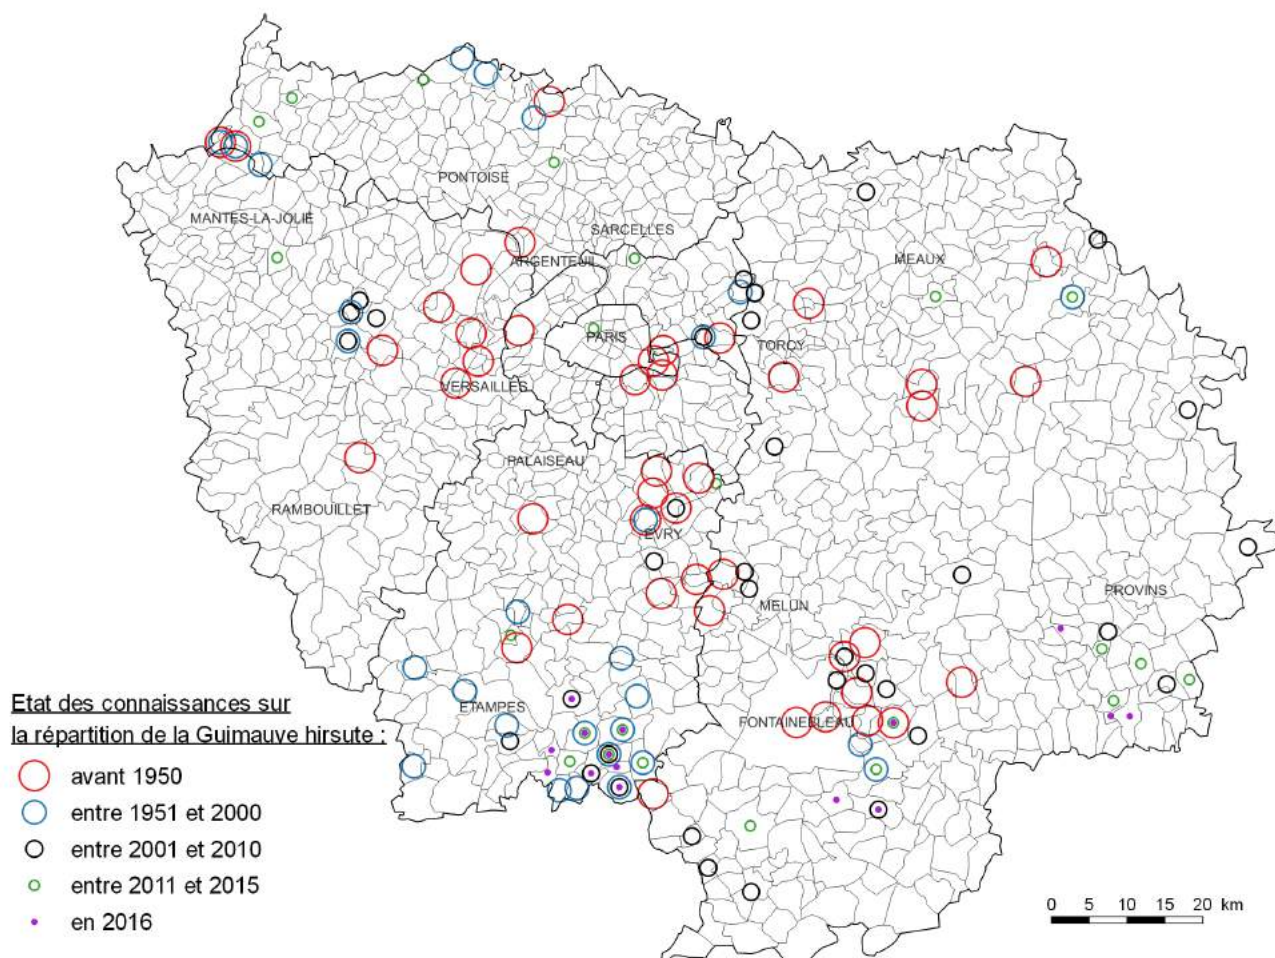 PONTOISE
MANTES-LA-JOLIE
SARCELLES
ARGENTEUIL
MEAUX
PARIS
TORCY
VERSAILLES
PALAISEAU
RAMBOUILLET
EVRY
PROVINS
MELUN
ETAMPES
FONTAINEBLEAU
Etat des connaissances sur
la répartition de la Guimauve hirsute :
avant 1950
entre 1951 et 2000
entre 2001 et 2010
entre 2011 et 2015
en 2016
0 5 10 15 20 km